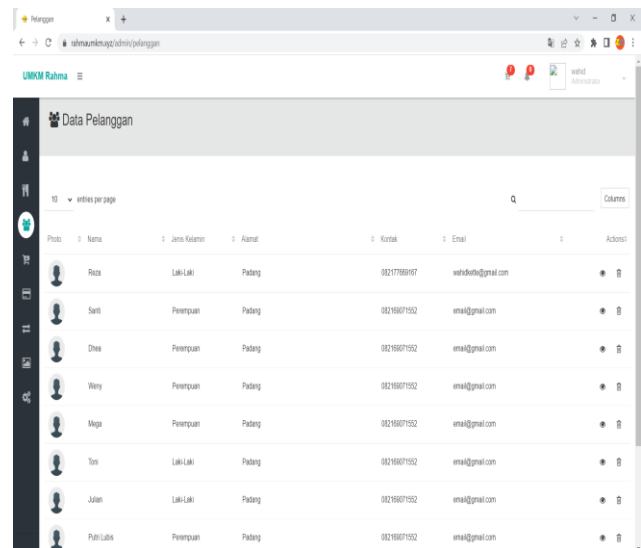 Pelanggan
rahmaumkm.xyz/admin/pelanggan
UMKM Rahma
wahid
Administrator
Data Pelanggan
10 entries per page
Columns
Photo Nama Jenis Kelamin Alamat Kontak Email Actions
Reza Laki-Laki Padang 082177669167 wahidkette@gmail.com
Santi Perempuan Padang 082169071552 email@gmail.com
Dhea Perempuan Padang 082169071552 email@gmail.com
Weny Perempuan Padang 082169071552 email@gmail.com
Mega Perempuan Padang 082169071552 email@gmail.com
Toni Laki-Laki Padang 082169071552 email@gmail.com
Julian Laki-Laki Padang 082169071552 email@gmail.com
Putri Lubis Perempuan Padang 082169071552 email@gmail.com